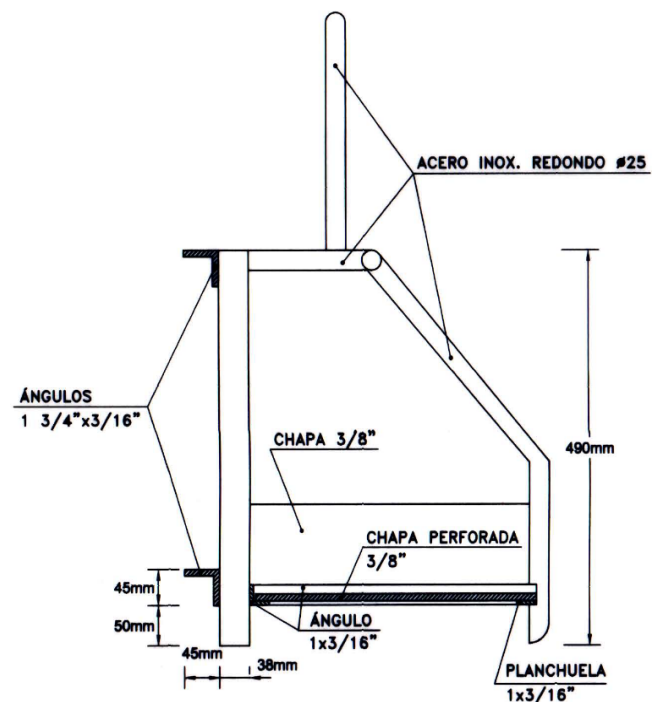 ACERO INOX. REDONDO ø25
ÁNGULOS
1 3/4"x3/16"
CHAPA 3/8"
490mm
CHAPA PERFORADA
3/8"
45mm
50mm
ÁNGULO
1x3/16"
45mm
38mm
PLANCHUELA
1x3/16"